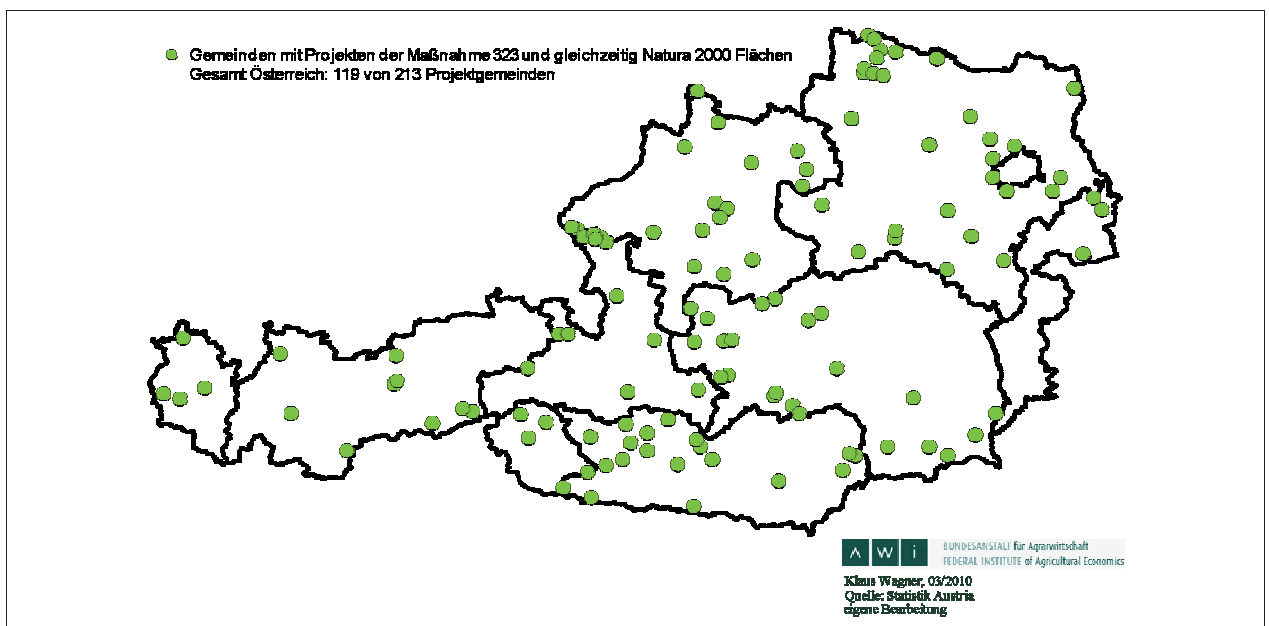 Gemeinden mit Projekten der Maßnahme 323 und gleichzeitig Natura 2000 Flächen
Gesamt Österreich: 119 von 213 Projektgemeinden
AWi
BUNDESANSTALT für Agrarwirtschaft
FEDERAL INSTITUTE of Agricultural Economics
Klaus Wagner, 03/2010
Quelle: Statistik Austria
eigene Bearbeitung